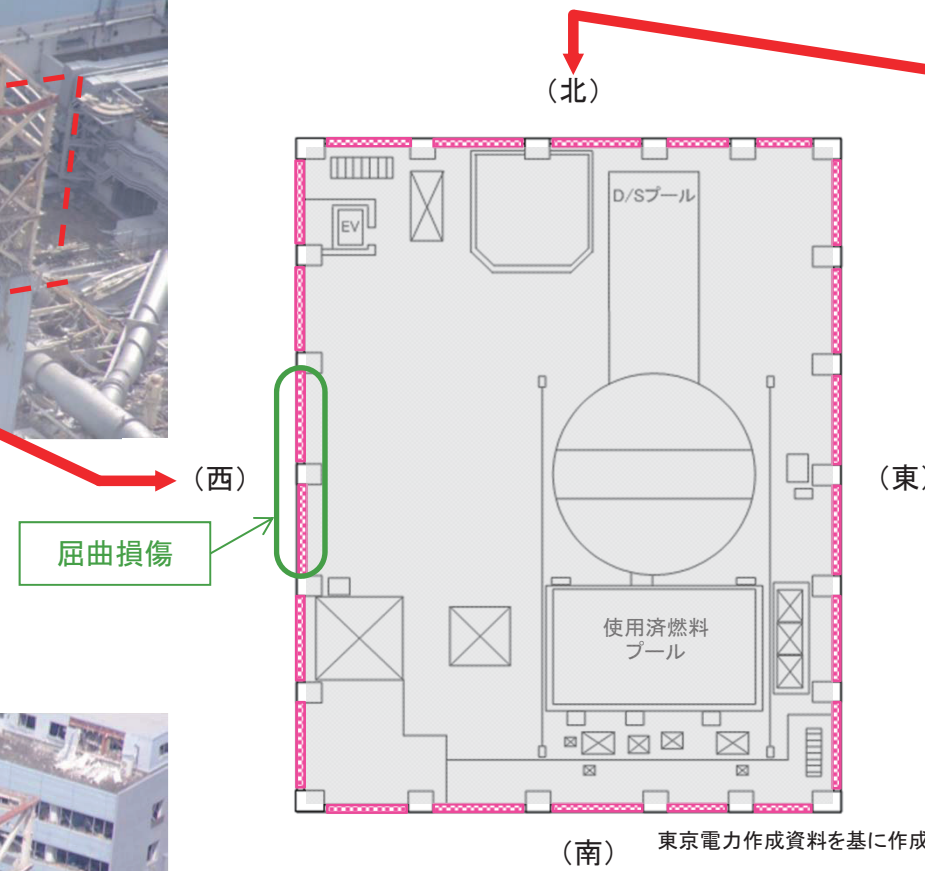 （北）
D/Sプール
EV
（西）
（東）
屈曲損傷
使用済燃料
プール
（南）
東京電力作成資料を基に作成